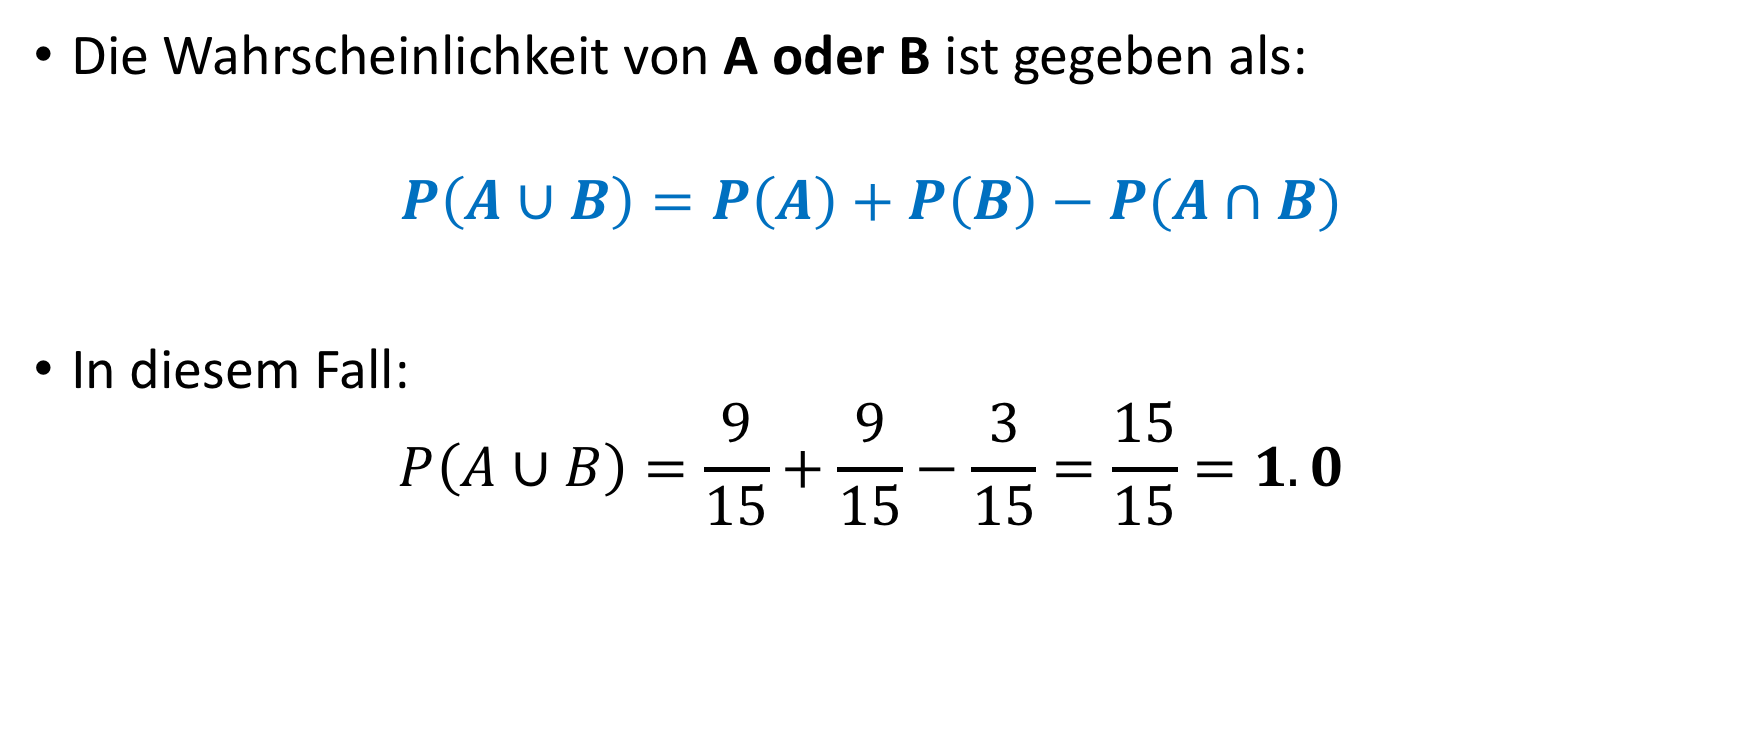 • Die Wahrscheinlichkeit von A oder B ist gegeben als:
P(A ∪ B) = P(A) + P(B) − P(A ∩ B)
• In diesem Fall:
P(A ∪ B) = 9/15 + 9/15 − 3/15 = 15/15 = 1.0